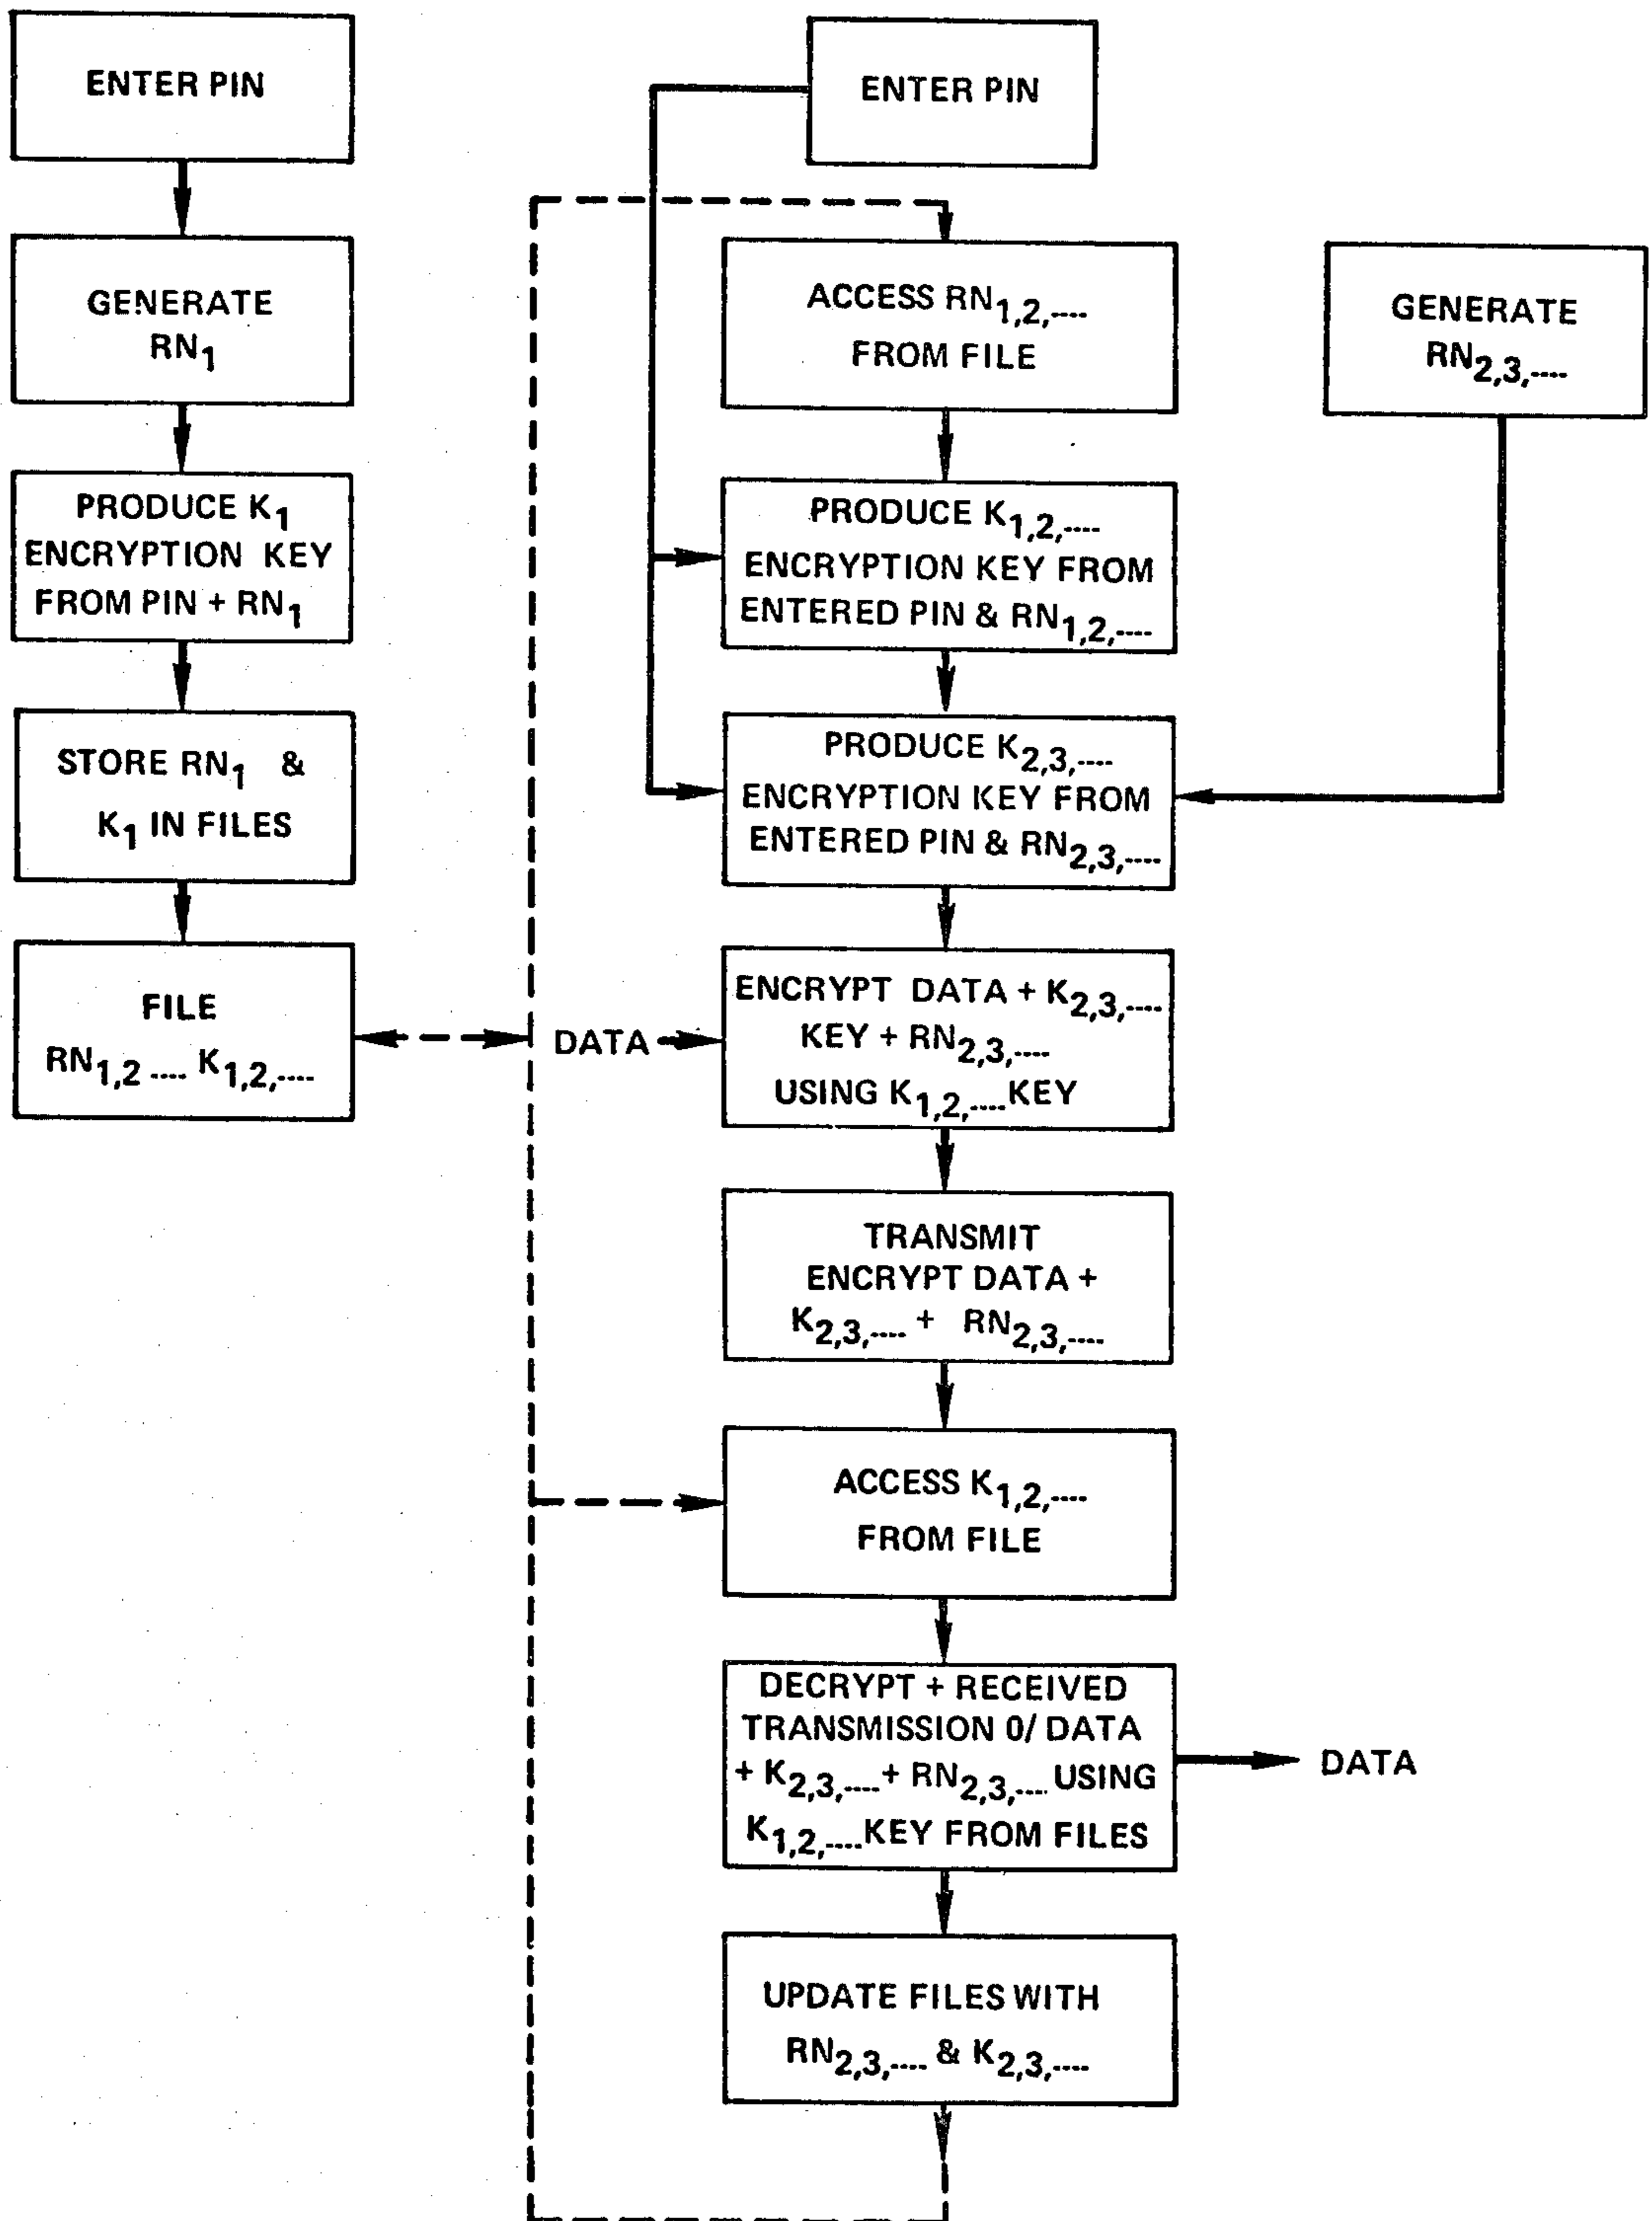 ENTER PIN
GENERATE
RN1
PRODUCE K1
ENCRYPTION KEY
FROM PIN + RN1
STORE RN1 &
K1 IN FILES
FILE
RN1,2 .... K1,2,----
ENTER PIN
ACCESS RN1,2,----
FROM FILE
GENERATE
RN2,3,----
PRODUCE K1,2,----
ENCRYPTION KEY FROM
ENTERED PIN & RN1,2,----
PRODUCE K2,3,----
ENCRYPTION KEY FROM
ENTERED PIN & RN2,3,----
DATA
ENCRYPT DATA + K2,3,----
KEY + RN2,3,----
USING K1,2,----KEY
TRANSMIT
ENCRYPT DATA +
K2,3,---- + RN2,3,----
ACCESS K1,2,----
FROM FILE
DECRYPT + RECEIVED
TRANSMISSION 0/ DATA
+ K2,3,----+ RN2,3,---- USING
K1,2,----KEY FROM FILES
DATA
UPDATE FILES WITH
RN2,3,---- & K2,3,----